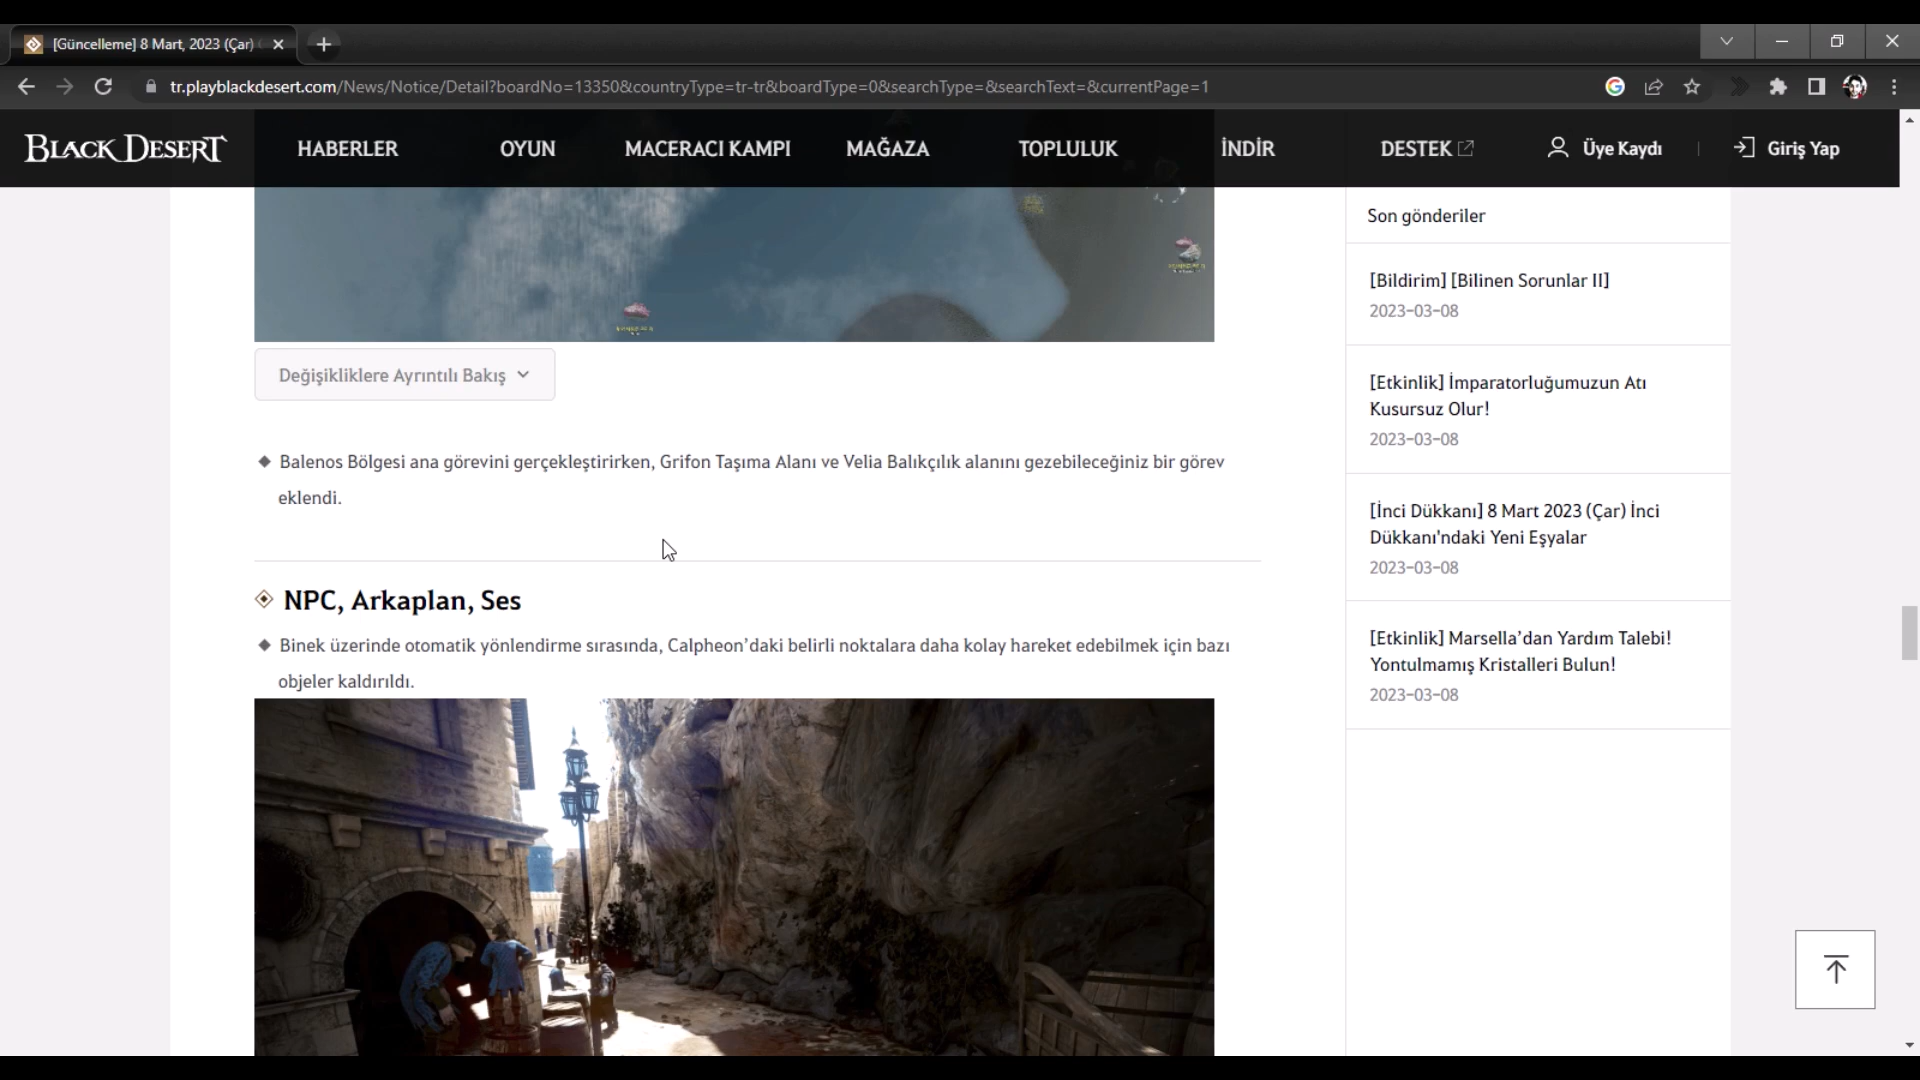 [Güncelleme] 8 Mart, 2023 (Çar)
tr.playblackdesert.com/News/Notice/Detail?boardNo=13350&countryType=tr-tr&boardType=0&searchType=&searchText=&currentPage=1
BLACK DESERT
HABERLER
OYUN
MACERACI KAMPI
MAĞAZA
TOPLULUK
İNDİR
DESTEK
Üye Kaydı
Giriş Yap
Değişikliklere Ayrıntılı Bakış
Balenos Bölgesi ana görevini gerçekleştirirken, Grifon Taşıma Alanı ve Velia Balıkçılık alanını gezebileceğiniz bir görev
eklendi.
NPC, Arkaplan, Ses
Binek üzerinde otomatik yönlendirme sırasında, Calpheon’daki belirli noktalara daha kolay hareket edebilmek için bazı
objeler kaldırıldı.
Son gönderiler
[Bildirim] [Bilinen Sorunlar II]
2023-03-08
[Etkinlik] İmparatorluğumuzun Atı
Kusursuz Olur!
2023-03-08
[İnci Dükkanı] 8 Mart 2023 (Çar) İnci
Dükkanı'ndaki Yeni Eşyalar
2023-03-08
[Etkinlik] Marsella’dan Yardım Talebi!
Yontulmamış Kristalleri Bulun!
2023-03-08